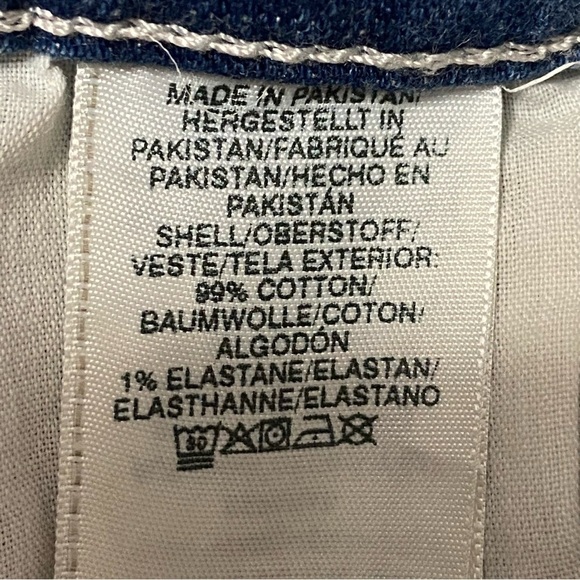 MADE IN PAKISTAN/
HERGESTELLT IN
PAKISTAN/FABRIQUÉ AU
PAKISTAN/HECHO EN
PAKISTÁN
SHELL/OBERSTOFF/
VESTE/TELA EXTERIOR:
99% COTTON/
BAUMWOLLE/COTON/
ALGODÓN
1% ELASTANE/ELASTAN/
ELASTHANNE/ELASTANO